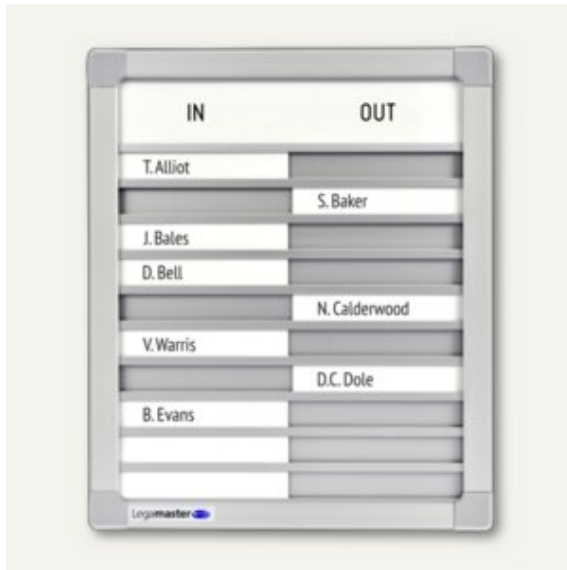 IN OUT
T. Alliot
S. Baker
J. Bales
D. Bell
N. Calderwood
V. Warris
D.C. Dole
B. Evans
Legamaster